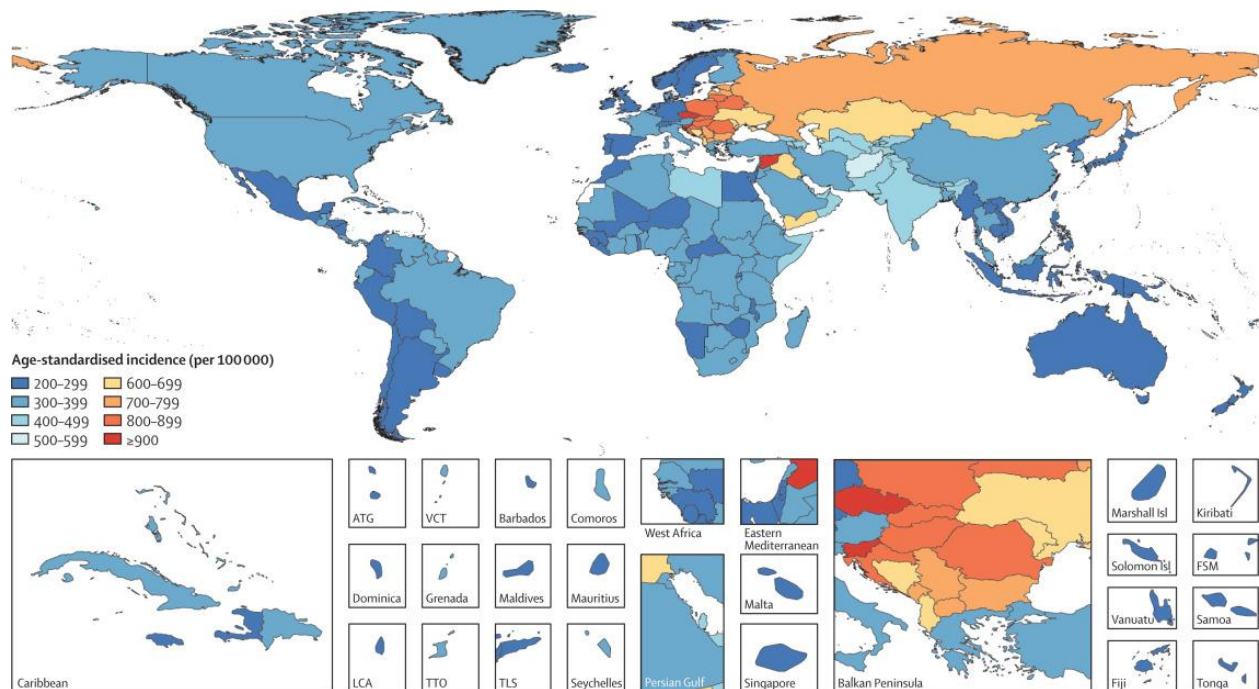 Age-standardised incidence (per 100 000)
200–299
300–399
400–499
500–599
600–699
700–799
800–899
≥900
Caribbean
ATG
VCT
Barbados
Comoros
West Africa
Eastern
Mediterranean
Marshall Isl
Kiribati
Dominica
Grenada
Maldives
Mauritius
Malta
Solomon Isl
FSM
Vanuatu
Samoa
LCA
TTO
TLS
Seychelles
Persian Gulf
Singapore
Balkan Peninsula
Fiji
Tonga